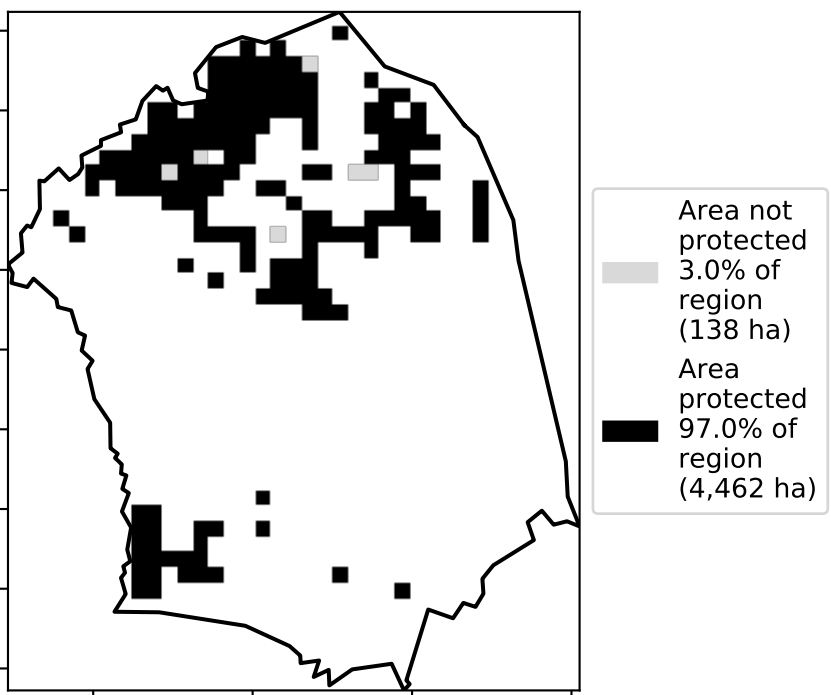 Area not
protected
3.0% of
region
(138 ha)
Area
protected
97.0% of
region
(4,462 ha)